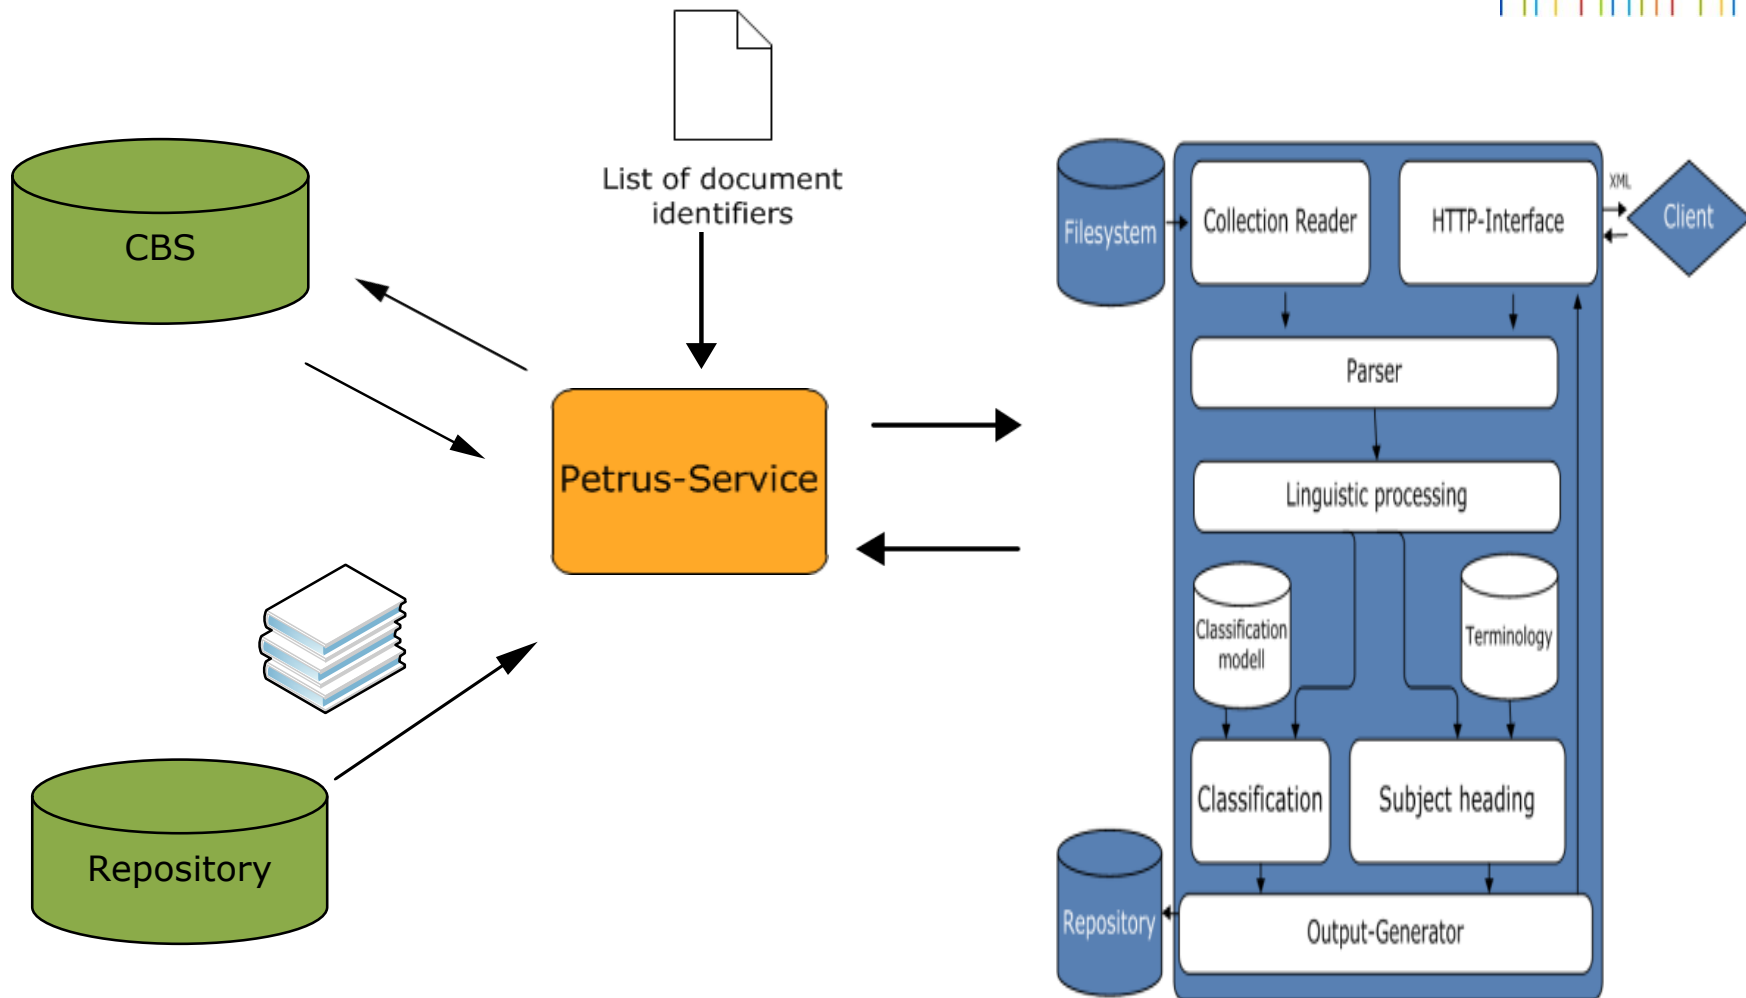 List of document
identifiers
CBS
Petrus-Service
Repository
Filesystem
Collection Reader
HTTP-Interface
XML
Client
Parser
Linguistic processing
Classification
modell
Terminology
Classification
Subject heading
Repository
Output-Generator